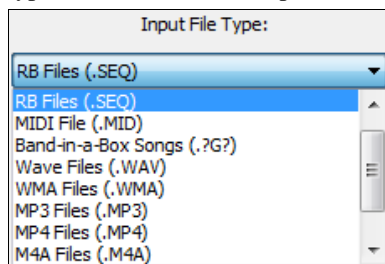 Input File Type:
RB Files (.SEQ)
RB Files (.SEQ)
MIDI File (.MID)
Band-in-a-Box Songs (.?G?)
Wave Files (.WAV)
WMA Files (.WMA)
MP3 Files (.MP3)
MP4 Files (.MP4)
M4A Files (.M4A)